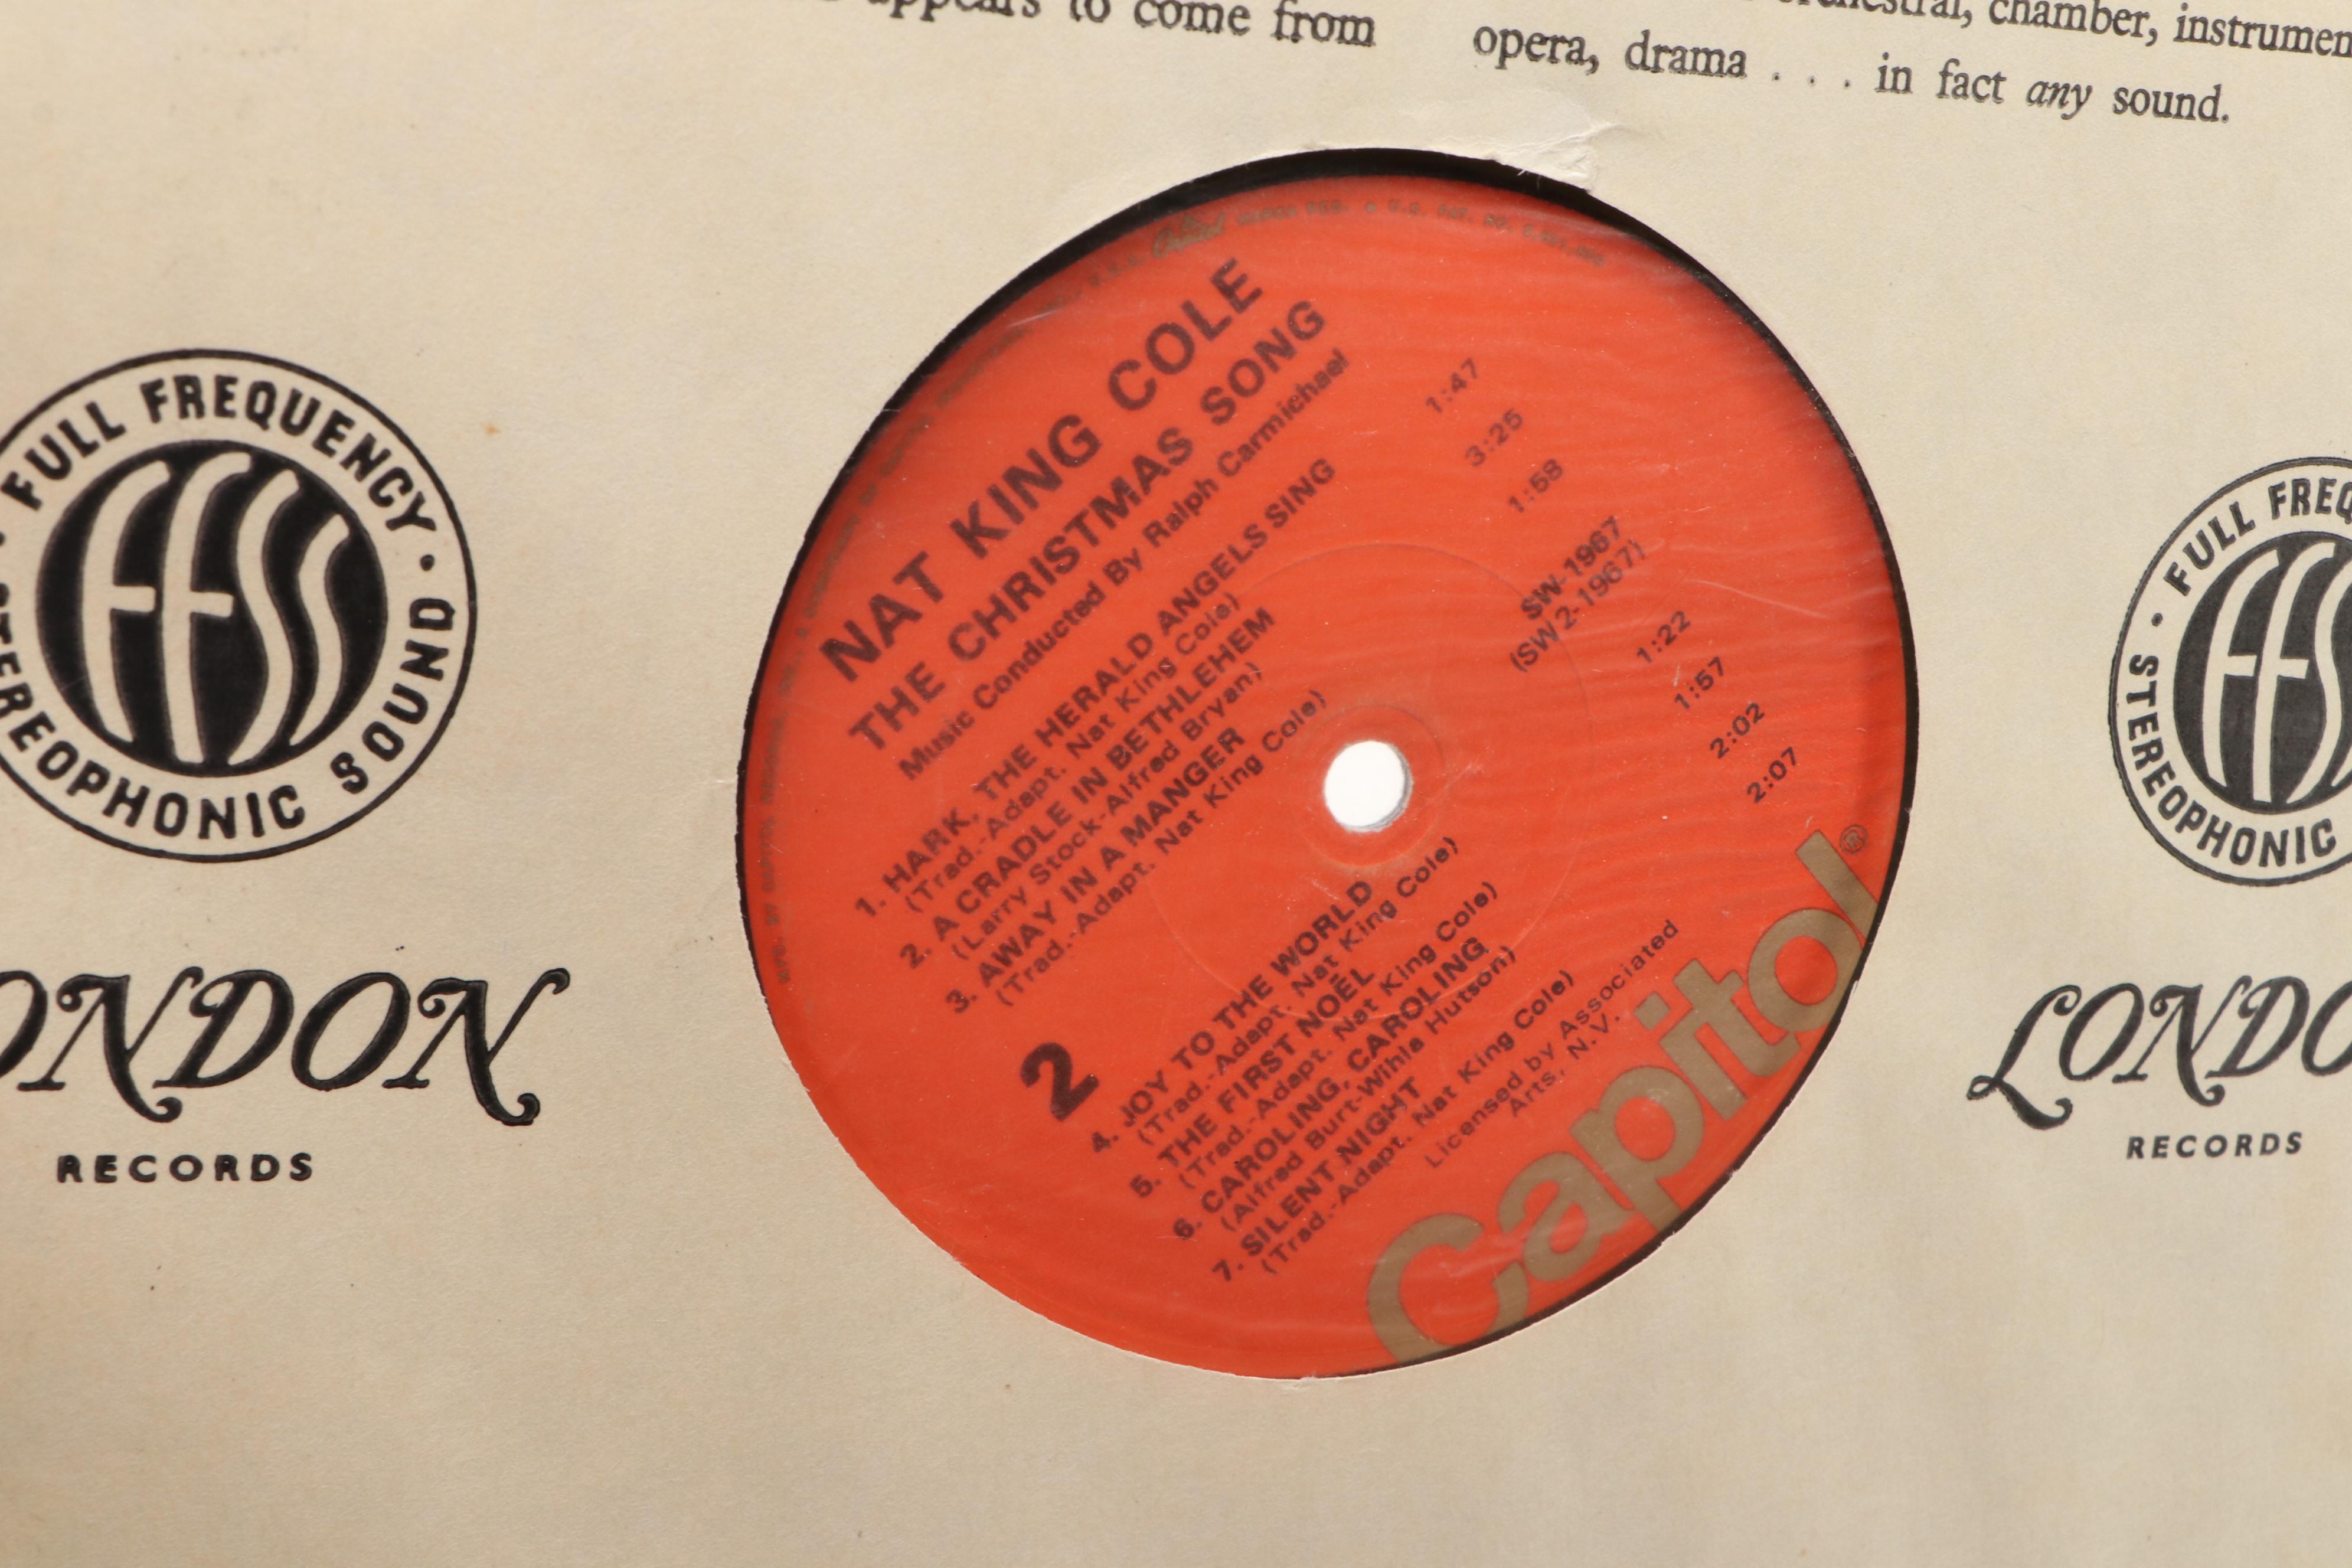 appears to come from
orchestral, chamber, instrumen
opera, drama . . . in fact any sound.
FULL FREQUENCY
STEREOPHONIC SOUND
FFSS
LONDON
RECORDS
NAT KING COLE
THE CHRISTMAS SONG
Music Conducted By Ralph Carmichael
1. HARK, THE HERALD ANGELS SING 1:47
(Trad.-Adapt. Nat King Cole)
2. A CRADLE IN BETHLEHEM 3:25
(Larry Stock-Alfred Bryan)
3. AWAY IN A MANGER 1:58
(Trad.-Adapt. Nat King Cole)
SW-1967
(SW2-1967)
2
4. JOY TO THE WORLD 1:22
(Trad.-Adapt. Nat King Cole)
5. THE FIRST NOËL 1:57
(Trad.-Adapt. Nat King Cole)
6. CAROLING, CAROLING 2:02
(Alfred Burt-Wihla Hutson)
7. SILENT NIGHT 2:07
(Trad.-Adapt. Nat King Cole)
Licensed by Associated
Arts, N.V.
Capitol®
FULL FREQ
STEREOPHONIC
FFS
LONDO
RECORDS